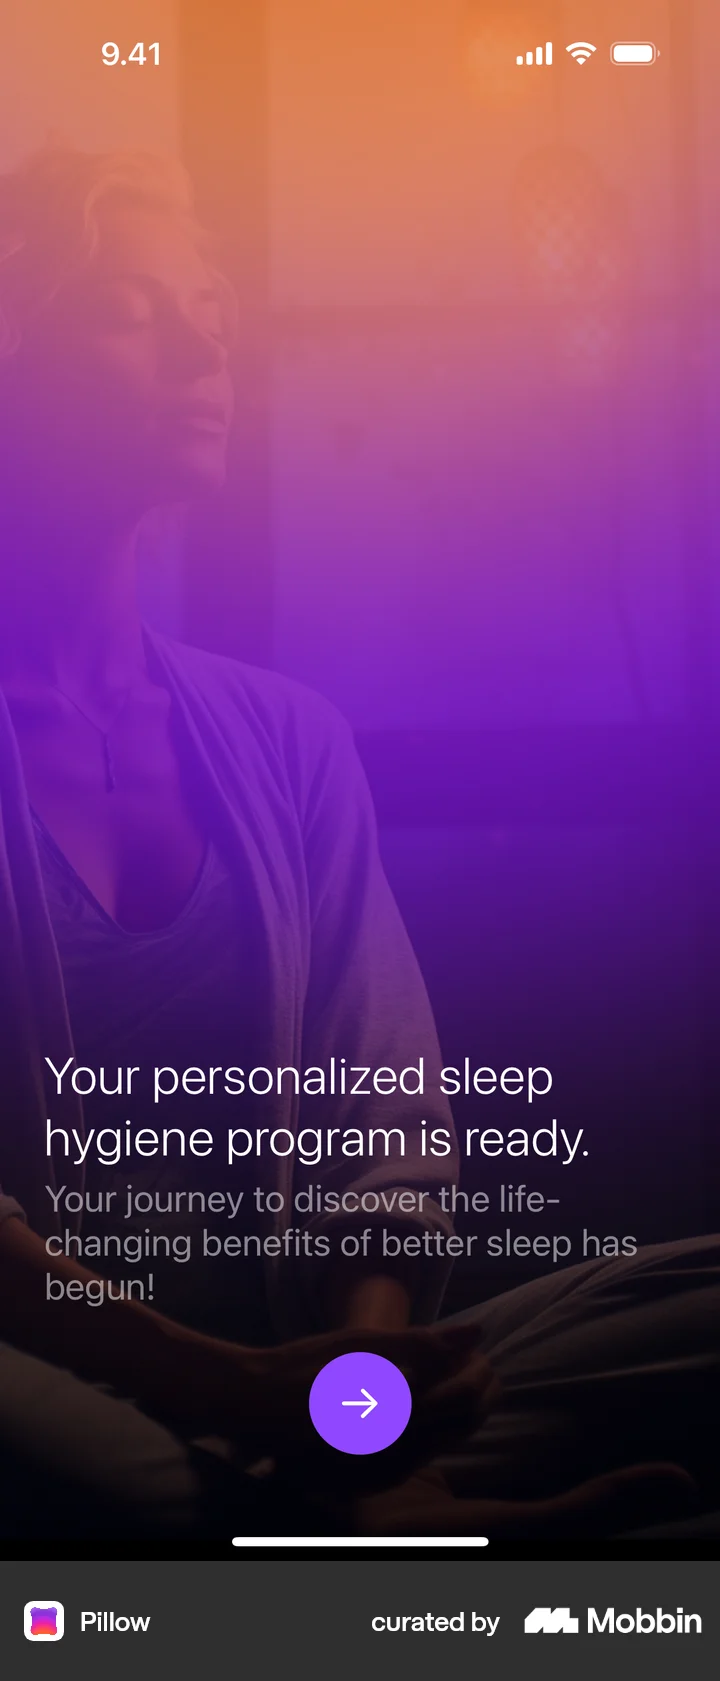 9.41
Your personalized sleep
hygiene program is ready.
Your journey to discover the life-
changing benefits of better sleep has
begun!
Pillow
curated by Mobbin